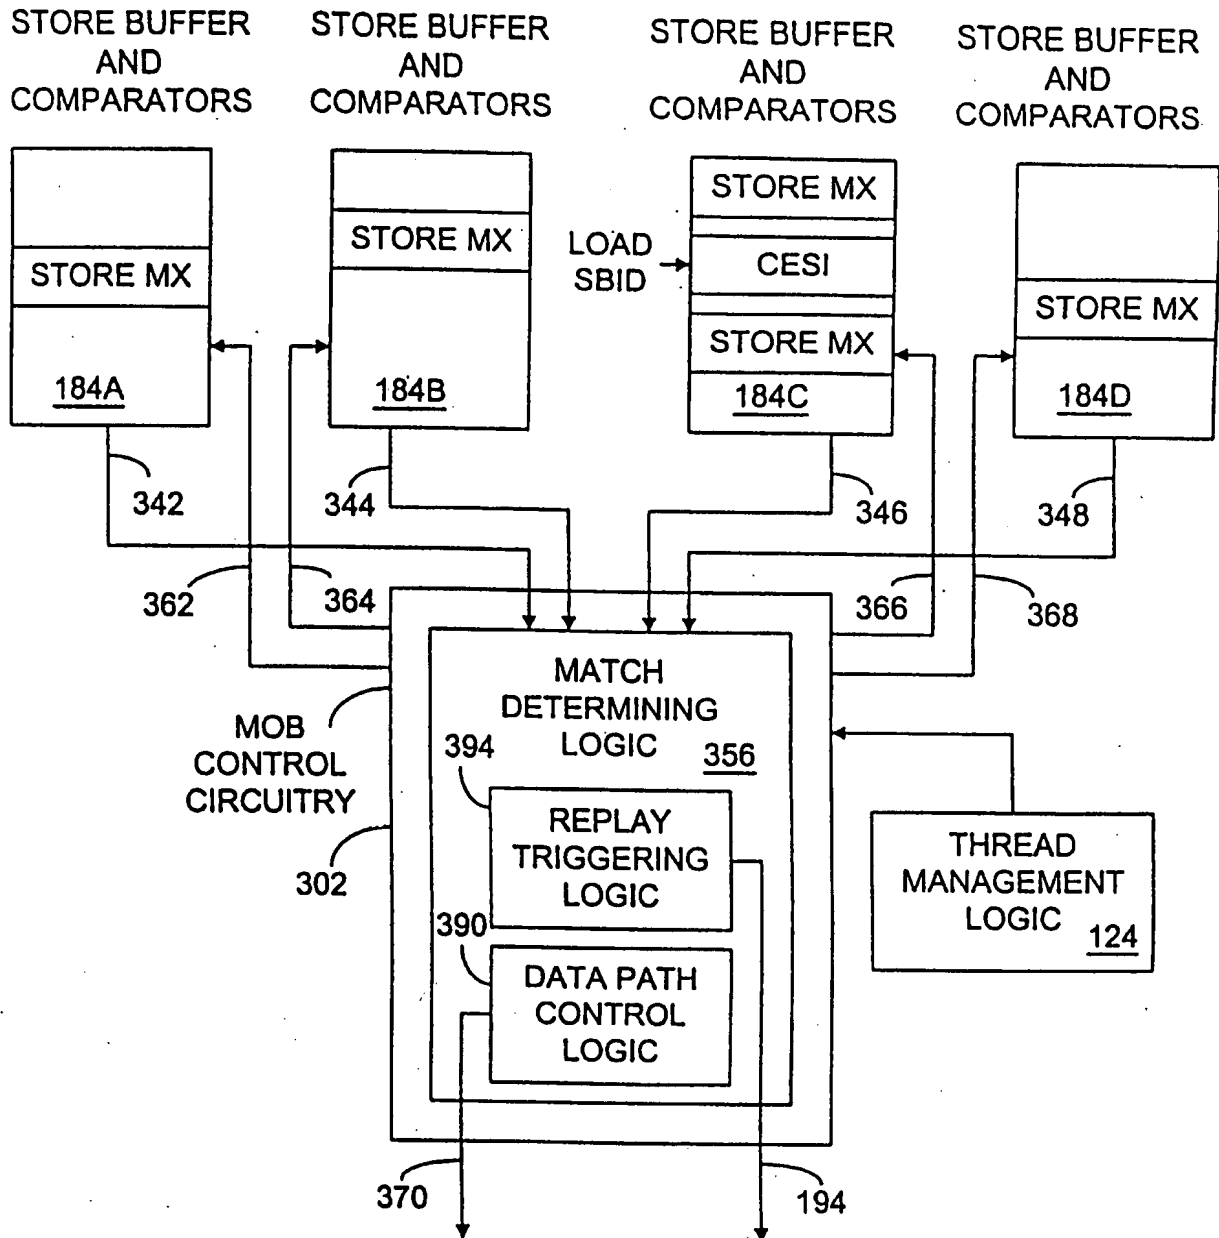 STORE BUFFER
AND
COMPARATORS
STORE BUFFER
AND
COMPARATORS
STORE BUFFER
AND
COMPARATORS
STORE BUFFER
AND
COMPARATORS
STORE MX
184A
STORE MX
184B
LOAD
SBID
STORE MX
CESI
STORE MX
184C
STORE MX
184D
342
344
346
348
362
364
366
368
MOB
CONTROL
CIRCUITRY
302
MATCH
DETERMINING
LOGIC
356
394
REPLAY
TRIGGERING
LOGIC
390
DATA PATH
CONTROL
LOGIC
THREAD
MANAGEMENT
LOGIC
124
370
194